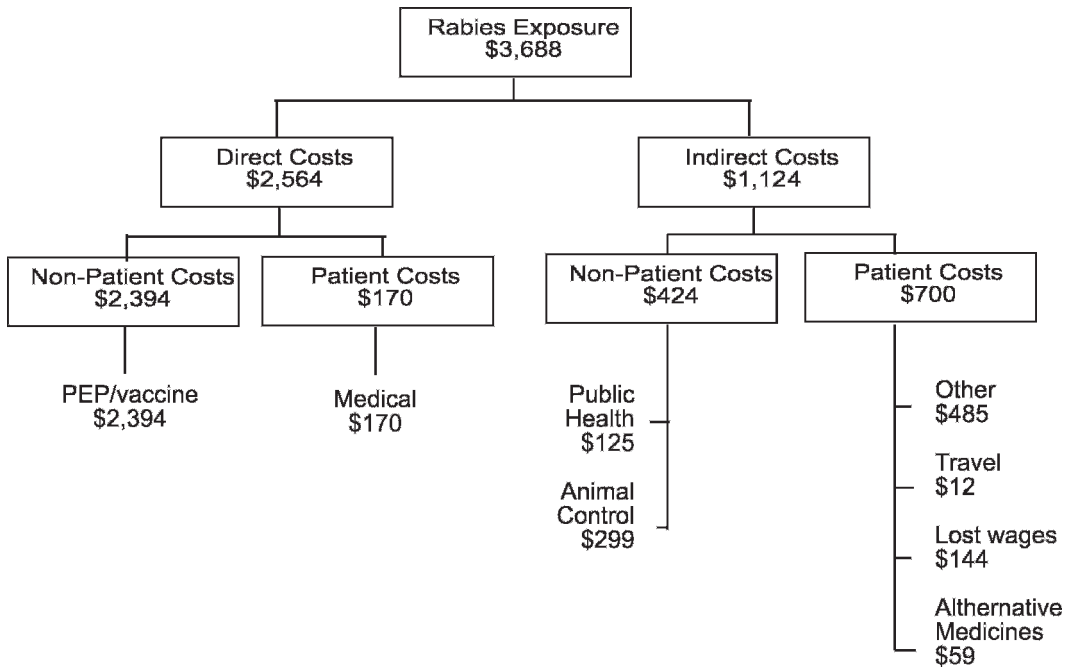 Rabies Exposure
$3,688
Direct Costs
$2,564
Indirect Costs
$1,124
Non-Patient Costs
$2,394
Patient Costs
$170
Non-Patient Costs
$424
Patient Costs
$700
PEP/vaccine
$2,394
Medical
$170
Public
Health
$125
Animal
Control
$299
Other
$485
Travel
$12
Lost wages
$144
Althernative
Medicines
$59